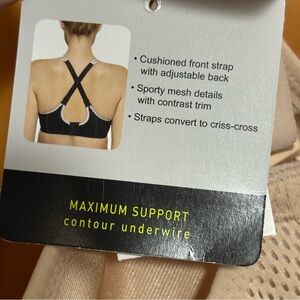 • Cushioned front strap
with adjustable back
• Sporty mesh details
with contrast trim
• Straps convert to criss-cross
MAXIMUM SUPPORT
contour underwire